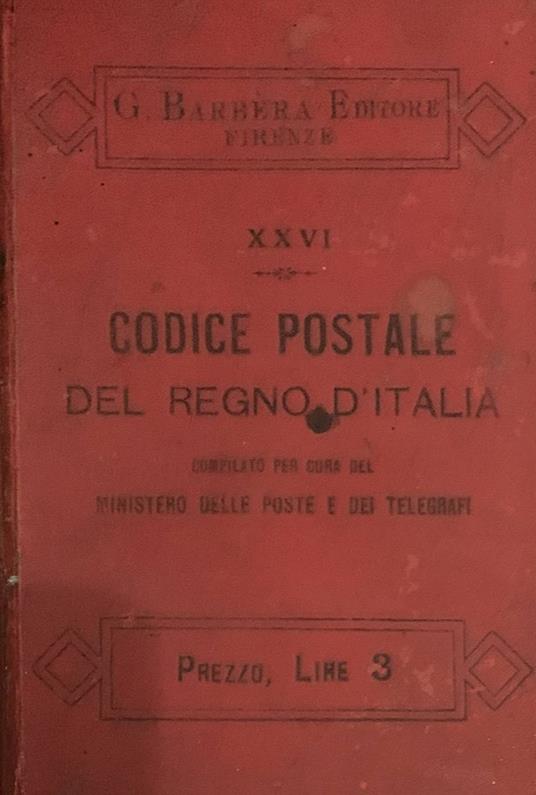 G. BARBÈRA EDITORE
FIRENZE
XXVI
CODICE POSTALE
DEL REGNO D'ITALIA
COMPILATO PER CURA DEL
MINISTERO DELLE POSTE E DEI TELEGRAFI
PREZZO, LIRE 3